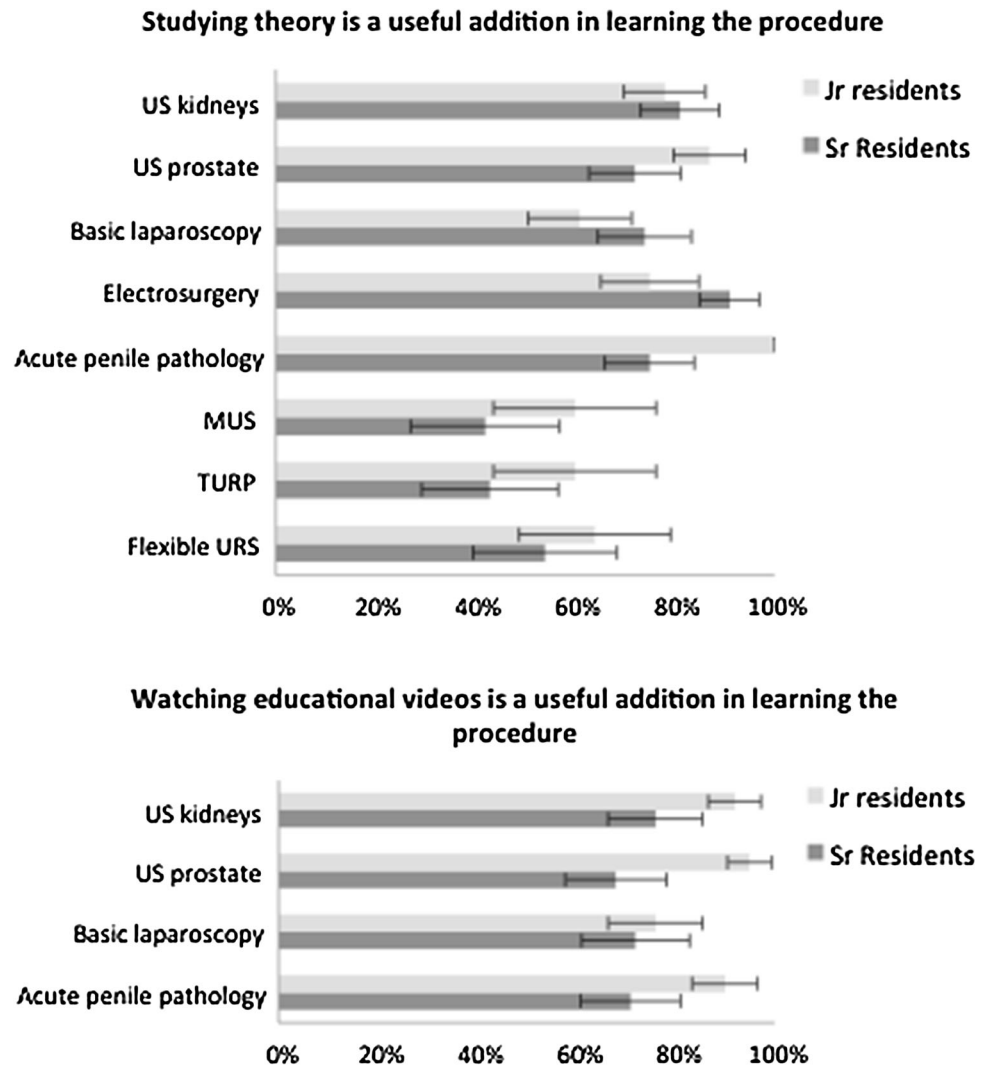 Studying theory is a useful addition in learning the procedure
Jr residents
Sr Residents
US kidneys
US prostate
Basic laparoscopy
Electrosurgery
Acute penile pathology
MUS
TURP
Flexible URS
0% 20% 40% 60% 80% 100%
Watching educational videos is a useful addition in learning the
procedure
Jr residents
Sr Residents
US kidneys
US prostate
Basic laparoscopy
Acute penile pathology
0% 20% 40% 60% 80% 100%